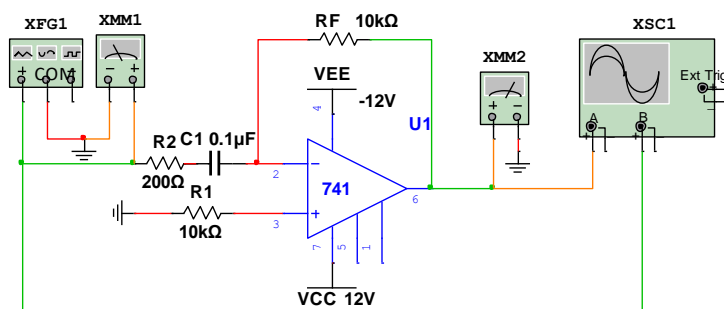 XFG1
XMM1
RF 10kΩ
XSC1
COM
VEE
-12V
XMM2
Ext Trig
A
B
U1
R2
C1 0.1µF
200Ω
741
R1
10kΩ
2
3
4
6
7
5
1
VCC 12V